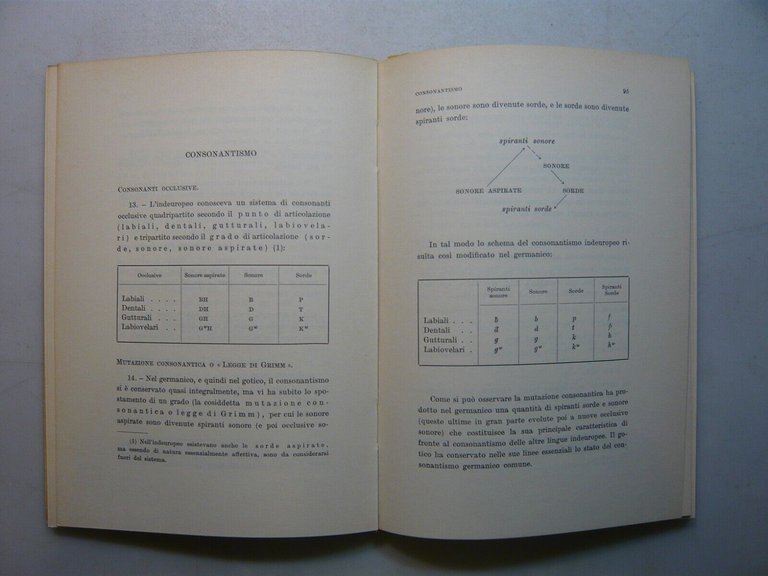 CONSONANTISMO
CONSONANTI OCCLUSIVE.
13. – L'indeuropeo conosceva un sistema di consonanti
occlusive quadripartito secondo il punto di articolazione
(labiali, dentali, gutturali, labiovela-
ri) e tripartito secondo il grado di articolazione (sor-
de, sonore, sonore aspirate) (1):
Occlusive Sonore aspirate Sonore Sorde
Labiali . . . . BH B P
Dentali . . . . DH D T
Gutturali . . . GH G K
Labiovelari . . GʷH Gʷ Kʷ
MUTAZIONE CONSONANTICA O « LEGGE DI GRIMM ».
14. – Nel germanico, e quindi nel gotico, il consonantismo
si è conservato quasi integralmente, ma vi ha subito lo spo-
stamento di un grado (la cosiddetta mutazione con-
sonantica o legge di Grimm), per cui le sonore
aspirate sono divenute spiranti sonore (e poi occlusive so-
(1) Nell'indeuropeo esistevano anche le sorde aspirate,
ma essendo di natura essenzialmente affettiva, sono da considerarsi
fuori del sistema.
CONSONANTISMO 95
nore), le sonore sono divenute sorde, e le sorde sono divenute
spiranti sorde:
spiranti sonore
SONORE
SONORE ASPIRATE SORDE
spiranti sorde
In tal modo lo schema del consonantismo indeuropeo ri-
sulta così modificato nel germanico:
Spiranti sonore Sonore Sorde Spiranti Sorde
Labiali . . . ƀ b p f
Dentali . . . đ d t þ
Gutturali . . . g k h
Labiovelari . gʷ kʷ hʷ
Come si può osservare la mutazione consonantica ha pro-
dotto nel germanico una quantità di spiranti sorde e sonore
(queste ultime in gran parte evolute poi a nuove occlusive
sonore) che costituisce la sua principale caratteristica di
fronte al consonantismo delle altre lingue indeuropee. Il go-
tico ha conservato nelle sue linee essenziali lo stato del con-
sonantismo germanico comune.